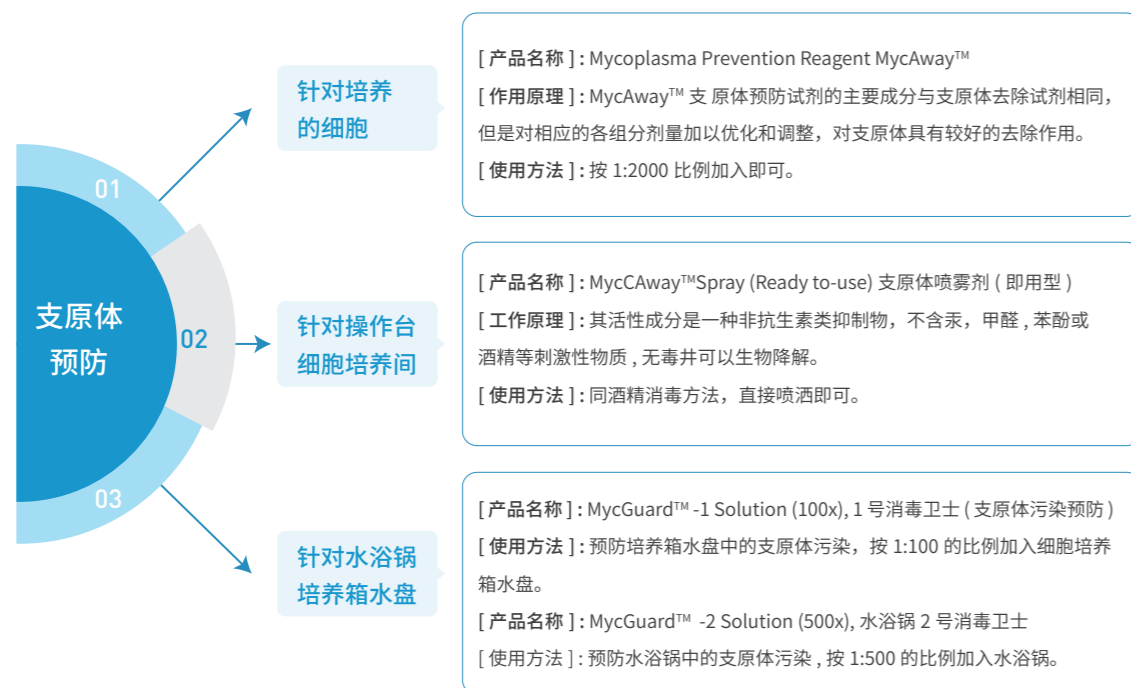 支原体
预防
01
02
03
针对培养
的细胞
[ 产品名称 ] : Mycoplasma Prevention Reagent MycAway™
[ 作用原理 ] : MycAway™ 支 原体预防试剂的主要成分与支原体去除试剂相同，
但是对相应的各组分剂量加以优化和调整，对支原体具有较好的去除作用。
[ 使用方法 ] : 按 1:2000 比例加入即可。
针对操作台
细胞培养间
[ 产品名称 ] : MycCAway™Spray (Ready to-use) 支原体喷雾剂 ( 即用型 )
[ 工作原理 ] : 其活性成分是一种非抗生素类抑制物，不含汞，甲醛 , 苯酚或
酒精等刺激性物质 , 无毒井可以生物降解。
[ 使用方法 ] : 同酒精消毒方法，直接喷洒即可。
针对水浴锅
培养箱水盘
[ 产品名称 ] : MycGuard™ -1 Solution (100x), 1 号消毒卫士 ( 支原体污染预防 )
[ 使用方法 ] : 预防培养箱水盘中的支原体污染，按 1:100 的比例加入细胞培养
箱水盘。
[ 产品名称 ] : MycGuard™ -2 Solution (500x), 水浴锅 2 号消毒卫士
[ 使用方法 ] : 预防水浴锅中的支原体污染 , 按 1:500 的比例加入水浴锅。